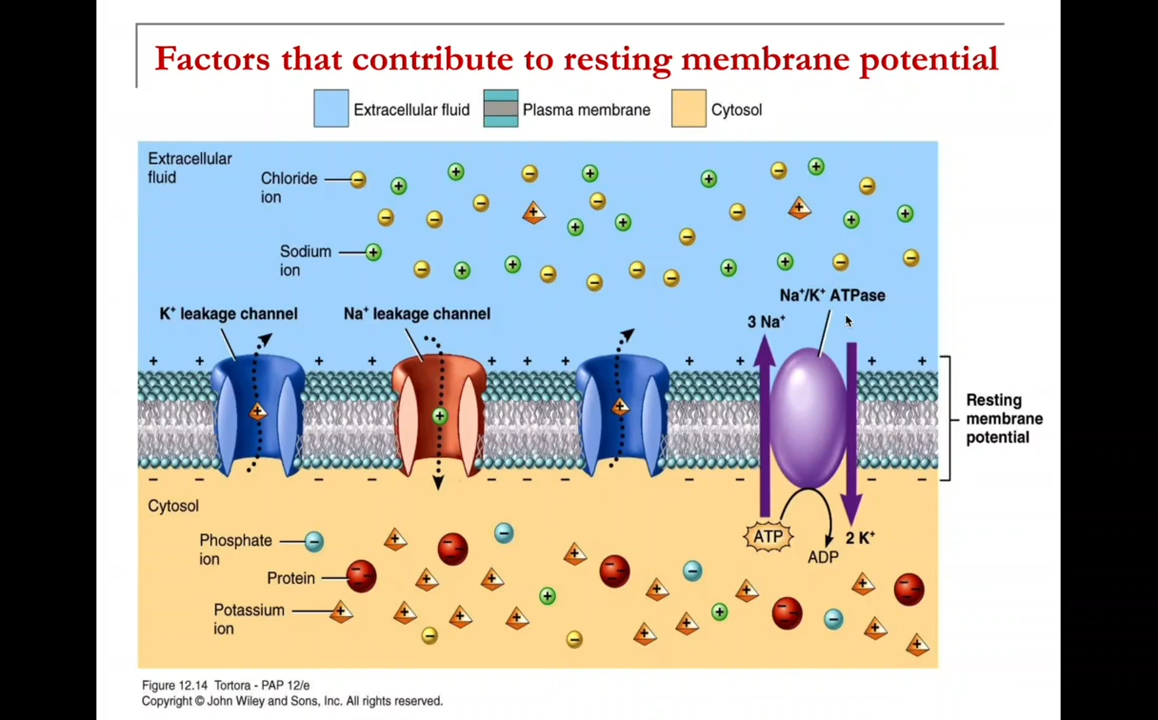 Factors that contribute to resting membrane potential
Extracellular fluid
Plasma membrane
Cytosol
Extracellular
fluid
Chloride
ion
Sodium
ion
K⁺ leakage channel
Na⁺ leakage channel
Na⁺/K⁺ ATPase
3 Na⁺
Resting
membrane
potential
Cytosol
Phosphate
ion
Protein
Potassium
ion
ATP
ADP
2 K⁺
Figure 12.14 Tortora - PAP 12/e
Copyright © John Wiley and Sons, Inc. All rights reserved.